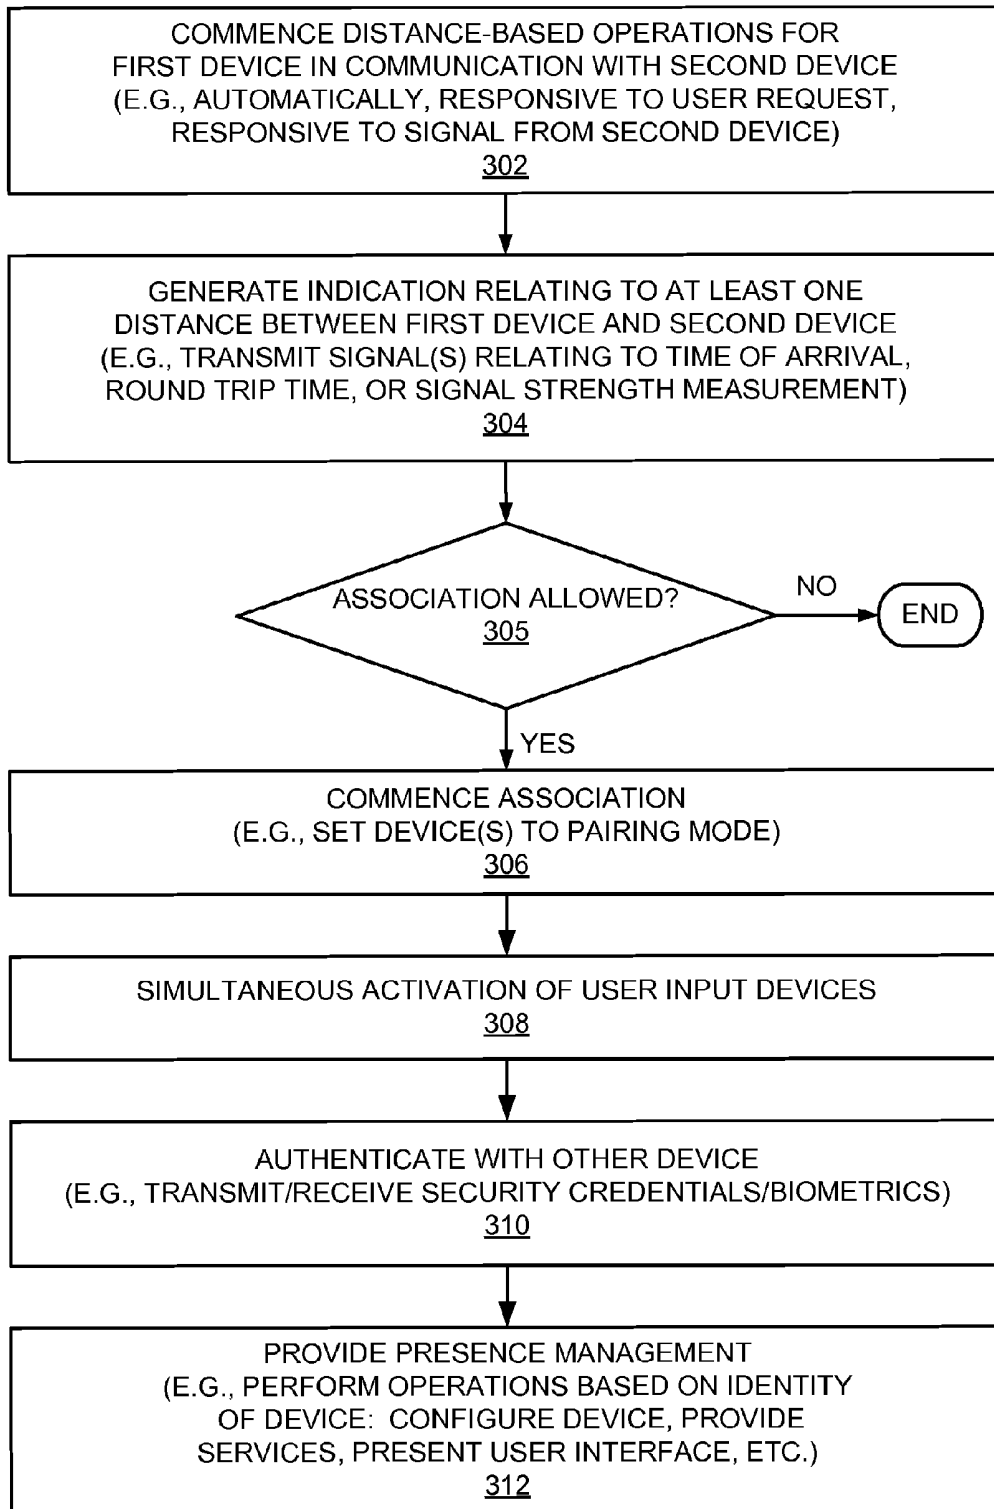 COMMENCE DISTANCE-BASED OPERATIONS FOR
FIRST DEVICE IN COMMUNICATION WITH SECOND DEVICE
(E.G., AUTOMATICALLY, RESPONSIVE TO USER REQUEST,
RESPONSIVE TO SIGNAL FROM SECOND DEVICE)
302
GENERATE INDICATION RELATING TO AT LEAST ONE
DISTANCE BETWEEN FIRST DEVICE AND SECOND DEVICE
(E.G., TRANSMIT SIGNAL(S) RELATING TO TIME OF ARRIVAL,
ROUND TRIP TIME, OR SIGNAL STRENGTH MEASUREMENT)
304
ASSOCIATION ALLOWED?
305
NO
END
YES
COMMENCE ASSOCIATION
(E.G., SET DEVICE(S) TO PAIRING MODE)
306
SIMULTANEOUS ACTIVATION OF USER INPUT DEVICES
308
AUTHENTICATE WITH OTHER DEVICE
(E.G., TRANSMIT/RECEIVE SECURITY CREDENTIALS/BIOMETRICS)
310
PROVIDE PRESENCE MANAGEMENT
(E.G., PERFORM OPERATIONS BASED ON IDENTITY
OF DEVICE: CONFIGURE DEVICE, PROVIDE
SERVICES, PRESENT USER INTERFACE, ETC.)
312